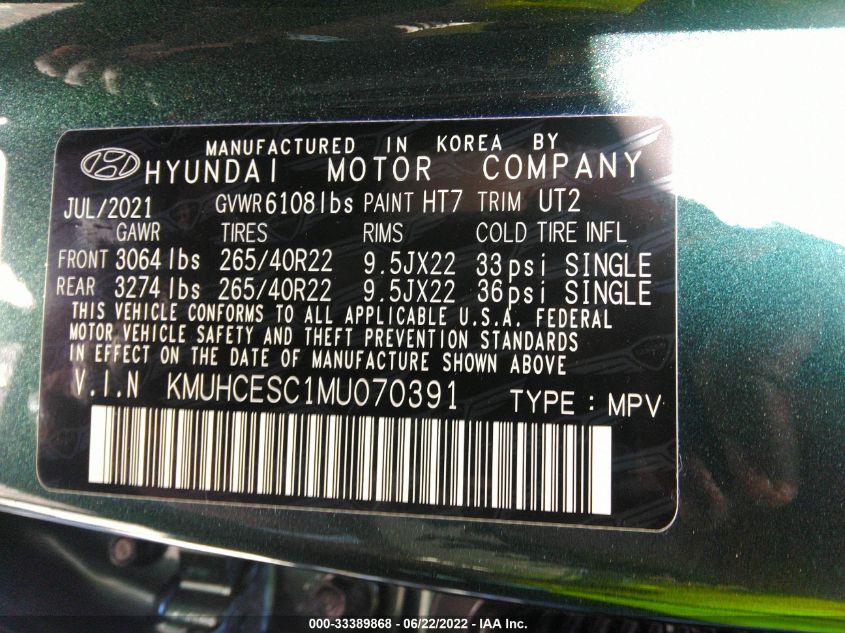 MANUFACTURED IN KOREA BY
HYUNDAI MOTOR COMPANY
JUL/2021 GVWR 6108lbs PAINT HT7 TRIM UT2
GAWR TIRES RIMS COLD TIRE INFL
FRONT 3064lbs 265/40R22 9.5JX22 33psi SINGLE
REAR 3274lbs 265/40R22 9.5JX22 36psi SINGLE
THIS VEHICLE CONFORMS TO ALL APPLICABLE U.S.A. FEDERAL
MOTOR VEHICLE SAFETY AND THEFT PREVENTION STANDARDS
IN EFFECT ON THE DATE OF MANUFACTURE SHOWN ABOVE
V.I.N KMUHCESC1MU070391 TYPE : MPV
000-33389868 - 06/22/2022 - IAA Inc.